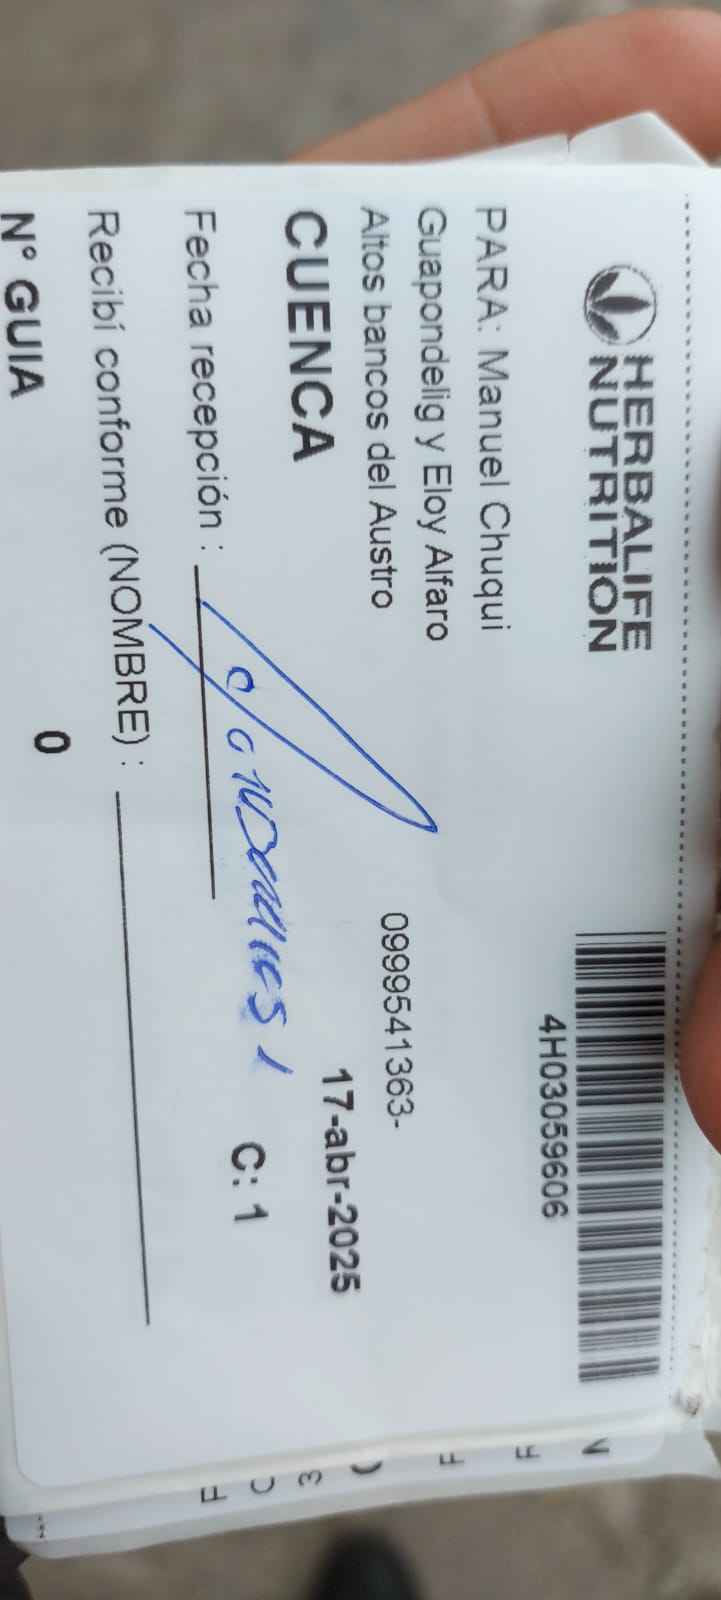 HERBALIFE
NUTRITION
4H03059606
PARA: Manuel Chuqui
Guapondelig y Eloy Alfaro
Altos bancos del Austro
0999541363-
CUENCA
17-abr-2025
Fecha recepción :
C: 1
Recibí conforme (NOMBRE) :
N° GUIA
0